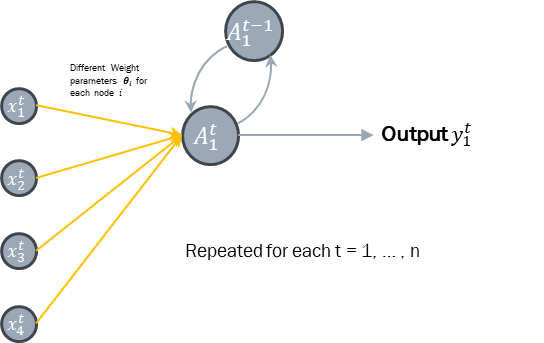 A₁ᵗ⁻¹
Different Weight
parameters θᵢ for
each node i
x₁ᵗ
A₁ᵗ
Output y₁ᵗ
x₂ᵗ
x₃ᵗ
Repeated for each t = 1, ... , n
x₄ᵗ